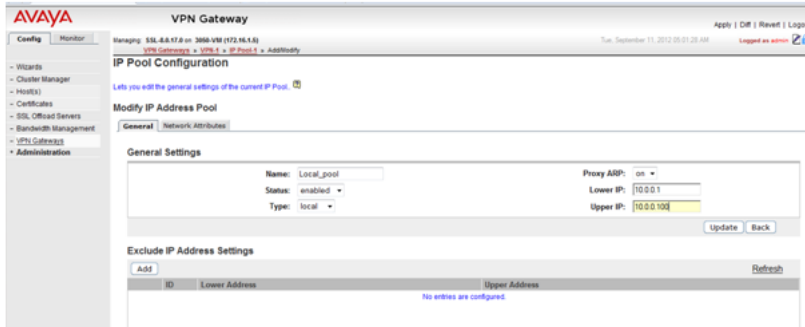 AVAYA
VPN Gateway
Apply | Diff | Revert | Logo
Config Monitor
Managing: SSL-8.0.17.0 on 3050-VM (172.16.1.5)
Tue, September 11, 2012 05:01:28 AM
Logged as admin
VPN Gateways » VPN-1 » IP Pool-1 » Add/Modify
IP Pool Configuration
Wizards
Cluster Manager
Host(s)
Certificates
SSL Offload Servers
Bandwidth Management
VPN Gateways
Administration
Lets you edit the general settings of the current IP Pool.
Modify IP Address Pool
General Network Attributes
General Settings
Name: Local_pool
Proxy ARP: on
Status: enabled
Lower IP: 10.0.0.1
Type: local
Upper IP: 10.0.0.100
Update Back
Exclude IP Address Settings
Add
Refresh
ID Lower Address Upper Address
No entries are configured.